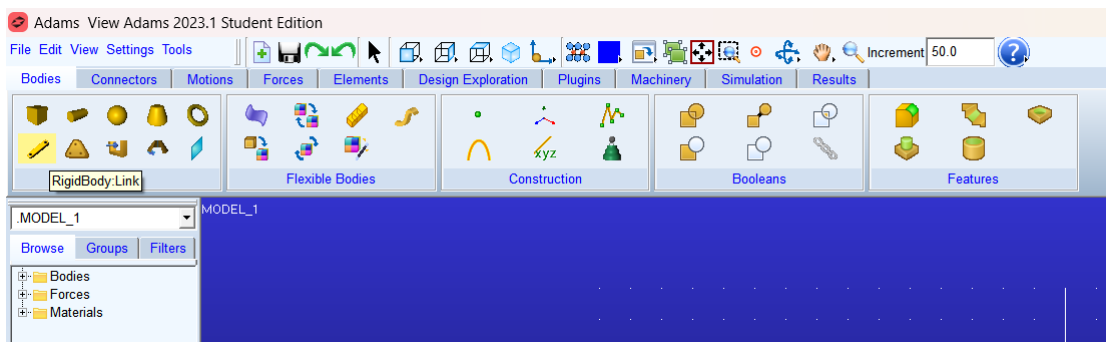 Adams View Adams 2023.1 Student Edition
File Edit View Settings Tools
Increment 50.0
?
Bodies Connectors Motions Forces Elements Design Exploration Plugins Machinery Simulation Results
xyz
RigidBody:Link
Flexible Bodies Construction Booleans Features
.MODEL_1
MODEL_1
Browse Groups Filters
Bodies
Forces
Materials